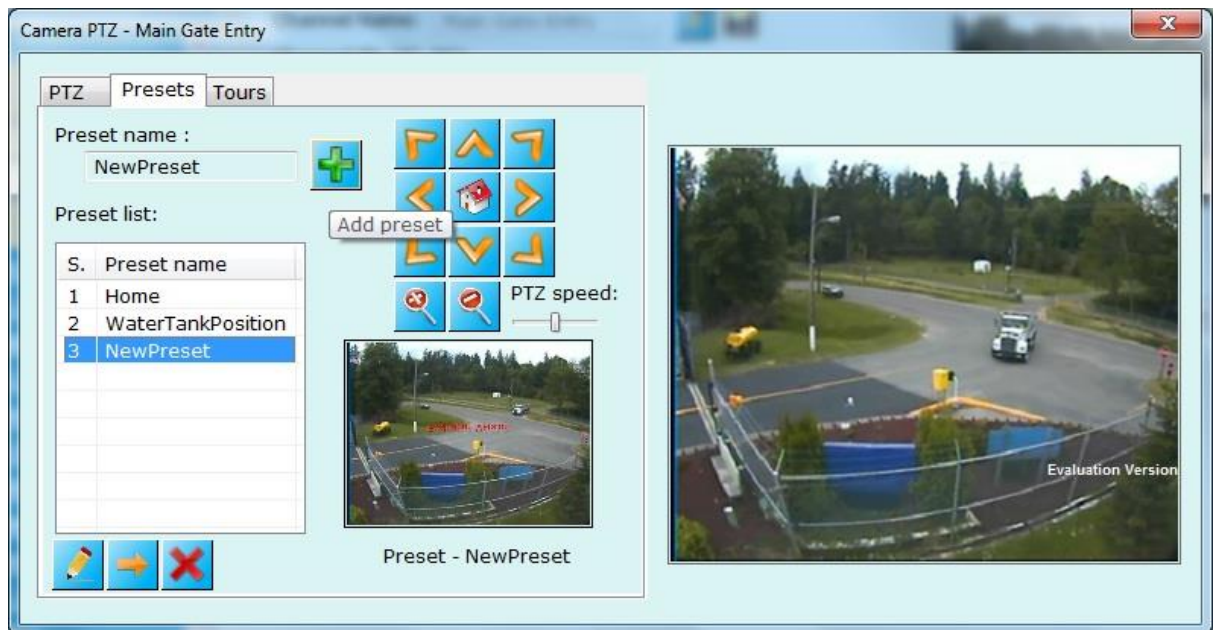 Camera PTZ - Main Gate Entry
PTZ
Presets
Tours
Preset name :
NewPreset
Add preset
Preset list:
S. Preset name
1 Home
2 WaterTankPosition
3 NewPreset
PTZ speed:
Preset - NewPreset
Evaluation Version